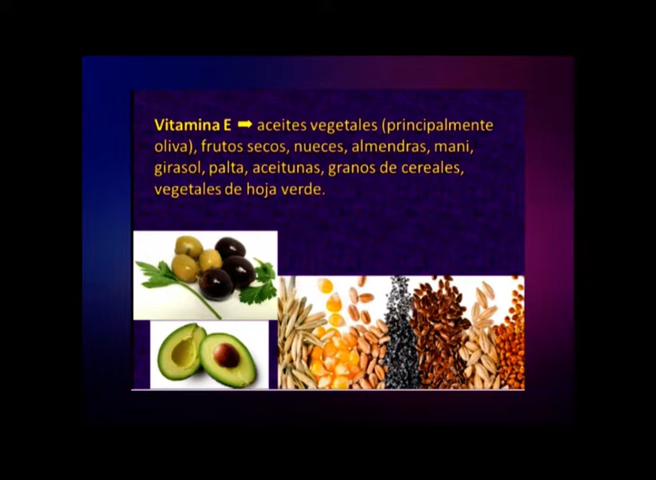 Vitamina E ➡ aceites vegetales (principalmente
oliva), frutos secos, nueces, almendras, mani,
girasol, palta, aceitunas, granos de cereales,
vegetales de hoja verde.